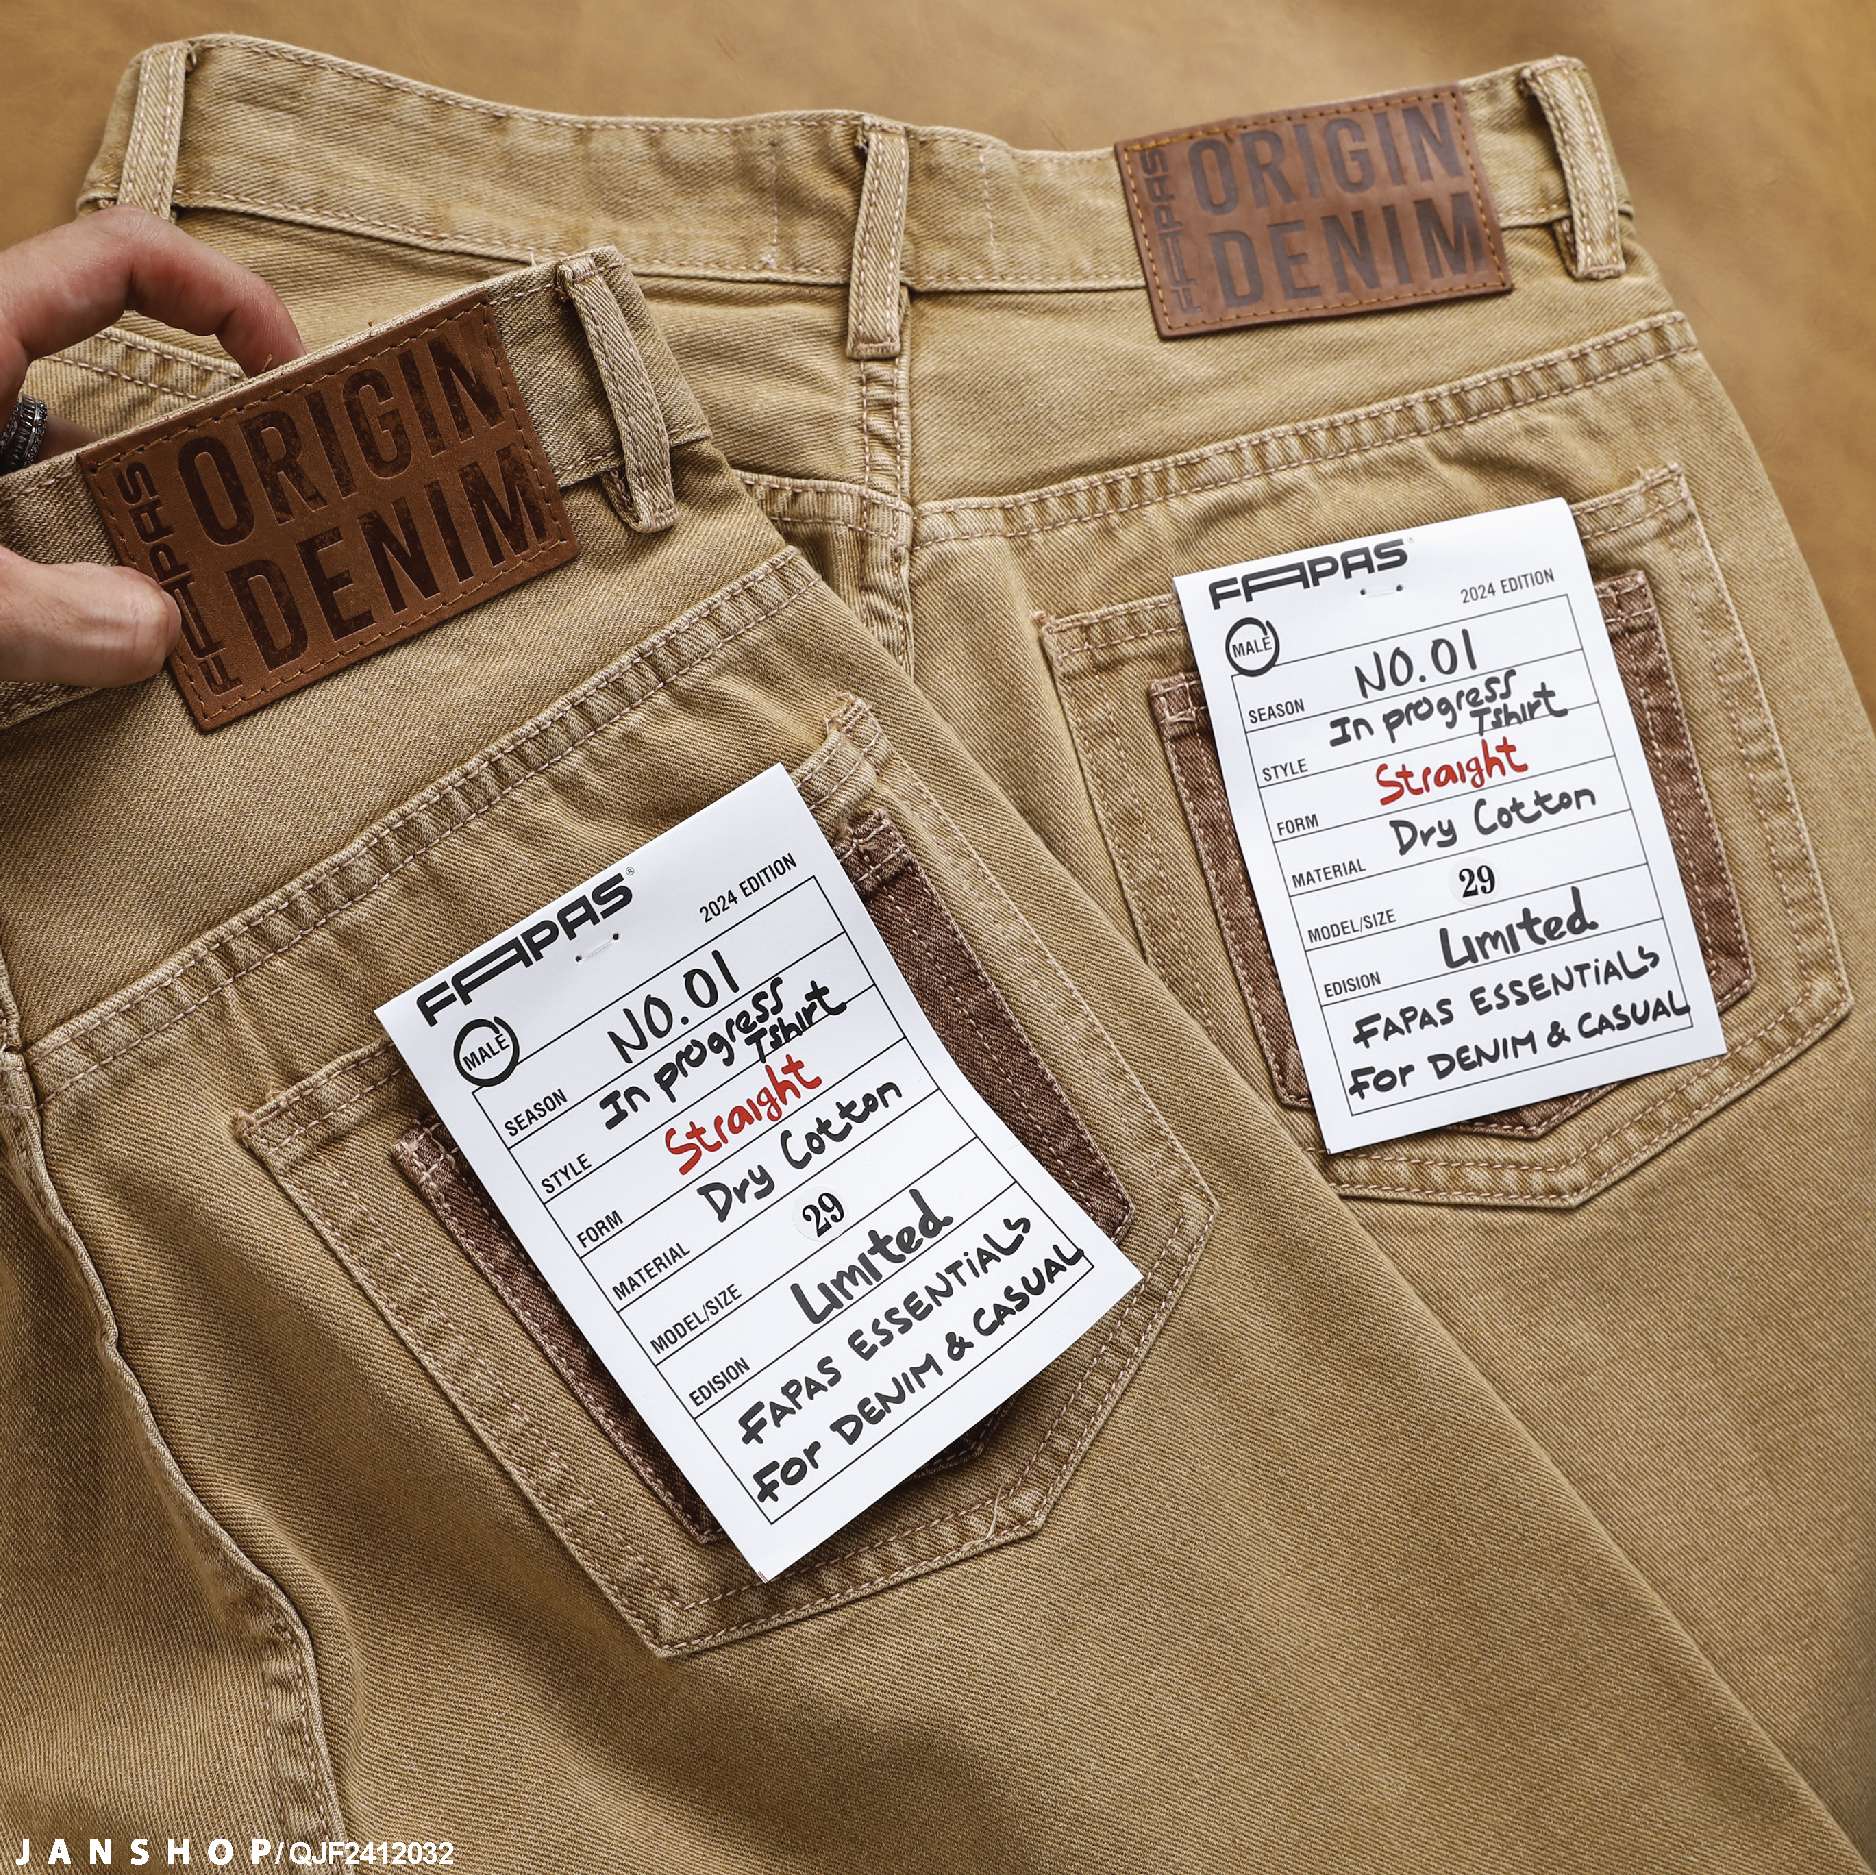 FAPAS
ORIGIN
DENIM
FAPAS
ORIGIN
DENIM
FAPAS®
2024 EDITION
MALE
SEASON NO.01
STYLE In progress Tshirt
FORM Straight
MATERIAL Dry Cotton
MODEL/SIZE 29
EDISION Limited
FAPAS ESSENTIALS
For DENIM & CASUAL
FAPAS®
2024 EDITION
MALE
SEASON NO.01
STYLE In progress Tshirt
FORM Straight
MATERIAL Dry Cotton
MODEL/SIZE 29
EDISION Limited
FAPAS ESSENTIALS
For DENIM & CASUAL
JANSHOP/QJF2412032